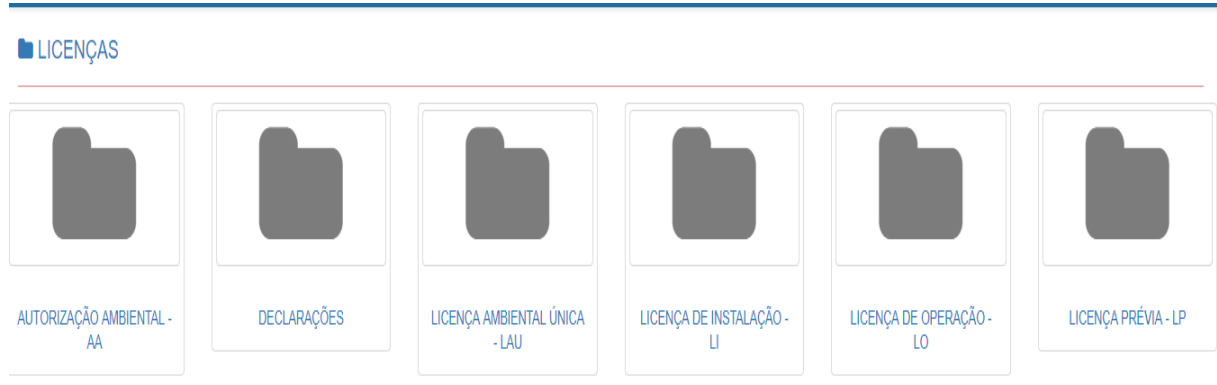 LICENÇAS
AUTORIZAÇÃO AMBIENTAL -
AA
DECLARAÇÕES
LICENÇA AMBIENTAL ÚNICA
- LAU
LICENÇA DE INSTALAÇÃO -
LI
LICENÇA DE OPERAÇÃO -
LO
LICENÇA PRÉVIA - LP